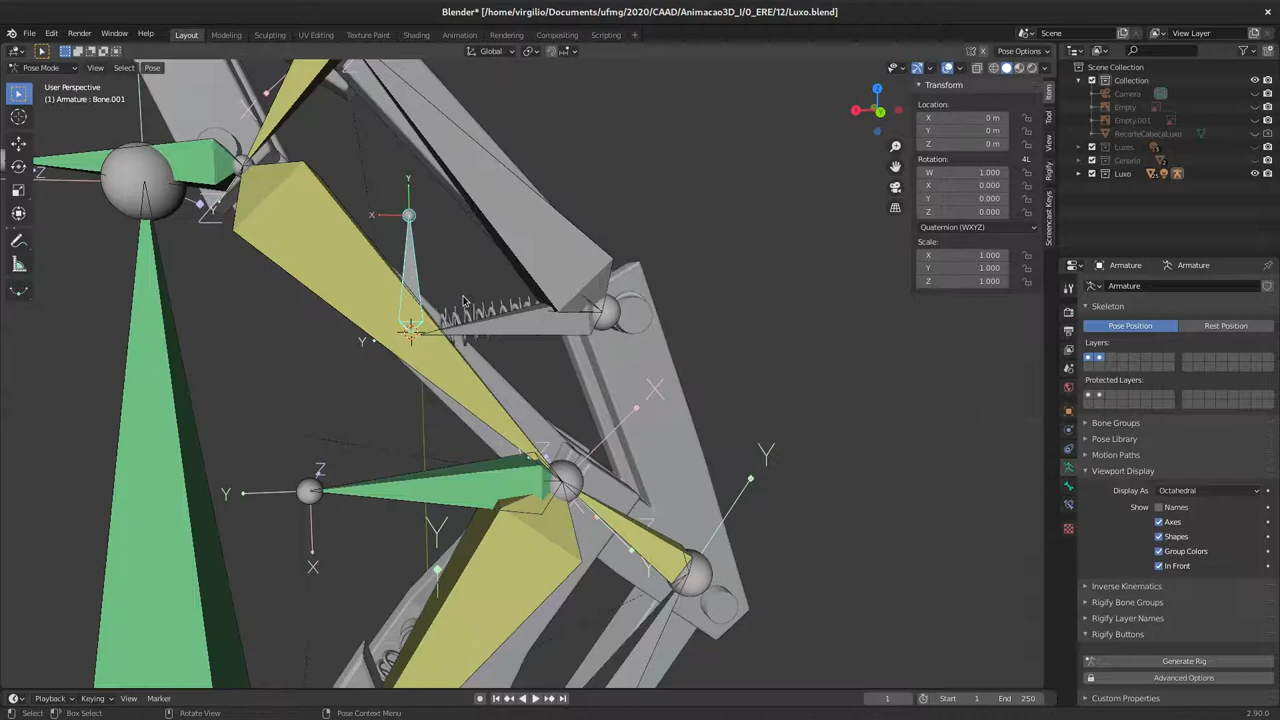 Blender* [/home/virgilio/Documents/ufmg/2020/CAAD/Animacao3D_I/0_ERE/12/Luxo.blend]
File Edit Render Window Help Layout Modeling Sculpting UV Editing Texture Paint Shading Animation Rendering Compositing Scripting + Scene View Layer
Global Pose Options
Pose Mode View Select Pose
User Perspective
(1) Armature : Bone.001
Transform
Location:
X 0 m
Y 0 m
Z 0 m
Rotation: 4L
W 1.000
X 0.000
Y 0.000
Z 0.000
Quaternion (WXYZ)
Scale:
X 1.000
Y 1.000
Z 1.000
Item
Tool
View
Rigify
Screencast Keys
Scene Collection
Collection
Camera
Empty
Empty.001
RecorteCabecaLuxo
Luzes
Cenario
Luxo
Armature Armature
Armature
Skeleton
Pose Position Rest Position
Layers:
Protected Layers:
Bone Groups
Pose Library
Motion Paths
Viewport Display
Display As Octahedral
Show Names
Axes
Shapes
Group Colors
In Front
Inverse Kinematics
Rigify Bone Groups
Rigify Layer Names
Rigify Buttons
Generate Rig
Advanced Options
Custom Properties
X
Z
Z
Y
Z
Y
X
Y
X
Z
Y
Z
Y
X
Y
X
Z
Y
Playback Keying View Marker 1 Start 1 End 250
Select Box Select Rotate View Pose Context Menu 2.90.0